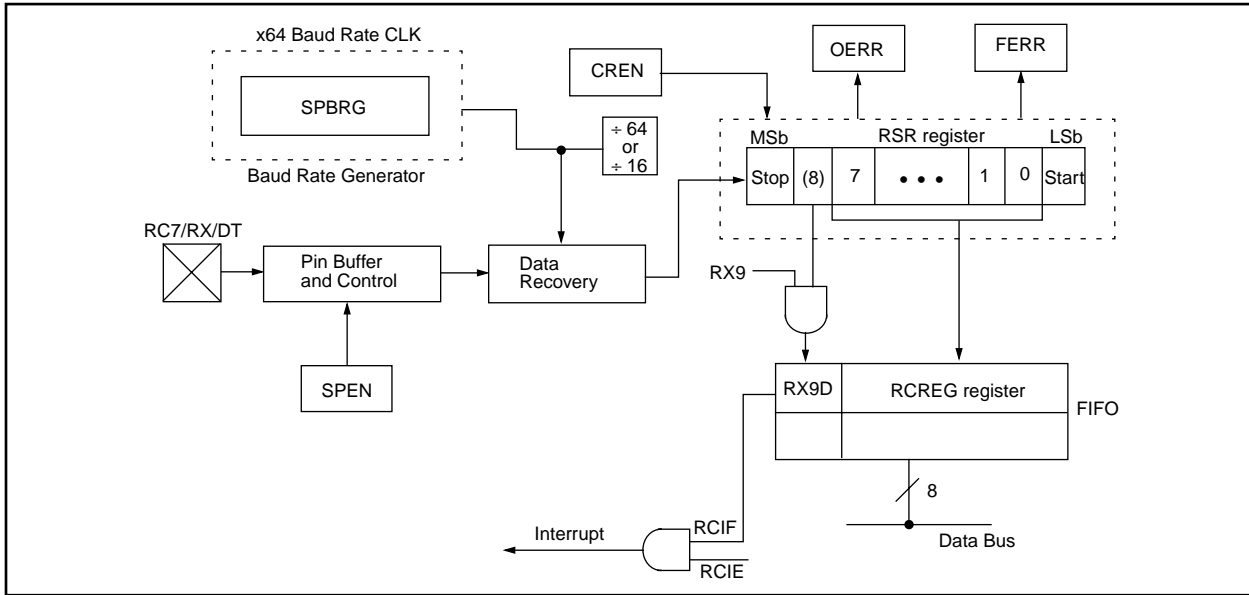 x64 Baud Rate CLK
SPBRG
Baud Rate Generator
CREN
OERR
FERR
÷ 64
or
÷ 16
MSb RSR register LSb
Stop (8) 7 • • • 1 0 Start
RC7/RX/DT
Pin Buffer
and Control
Data
Recovery
SPEN
RX9
RX9D RCREG register
FIFO
8
Data Bus
Interrupt
RCIF
RCIE